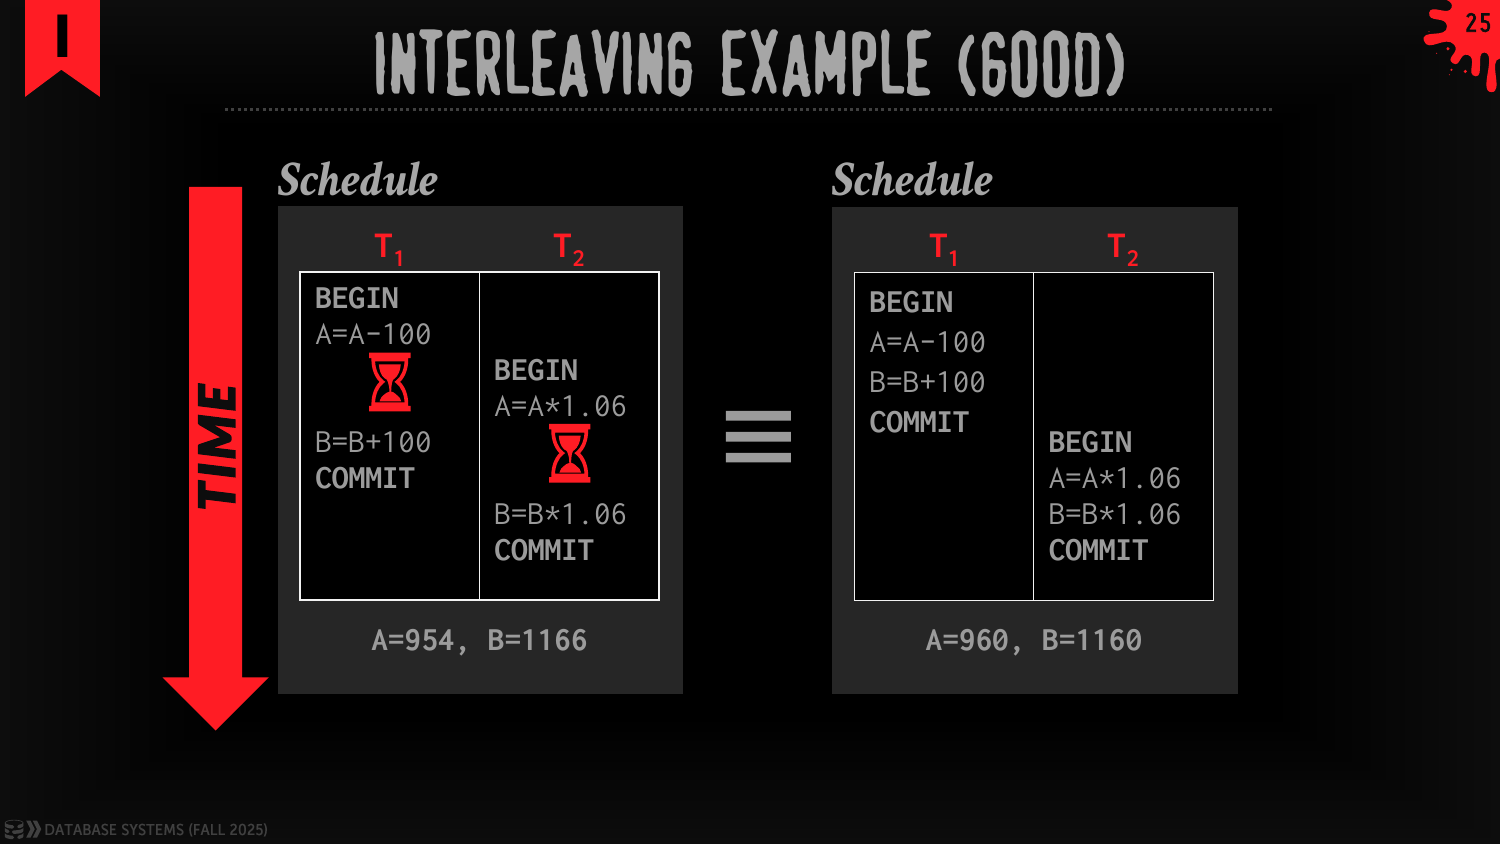 I
25
INTERLEAVING EXAMPLE (GOOD)
Schedule
T1 T2
BEGIN
A=A-100
BEGIN
A=A*1.06
B=B+100
COMMIT
B=B*1.06
COMMIT
A=954, B=1166
TIME
≡
Schedule
T1 T2
BEGIN
A=A-100
B=B+100
COMMIT
BEGIN
A=A*1.06
B=B*1.06
COMMIT
A=960, B=1160
DATABASE SYSTEMS (FALL 2025)